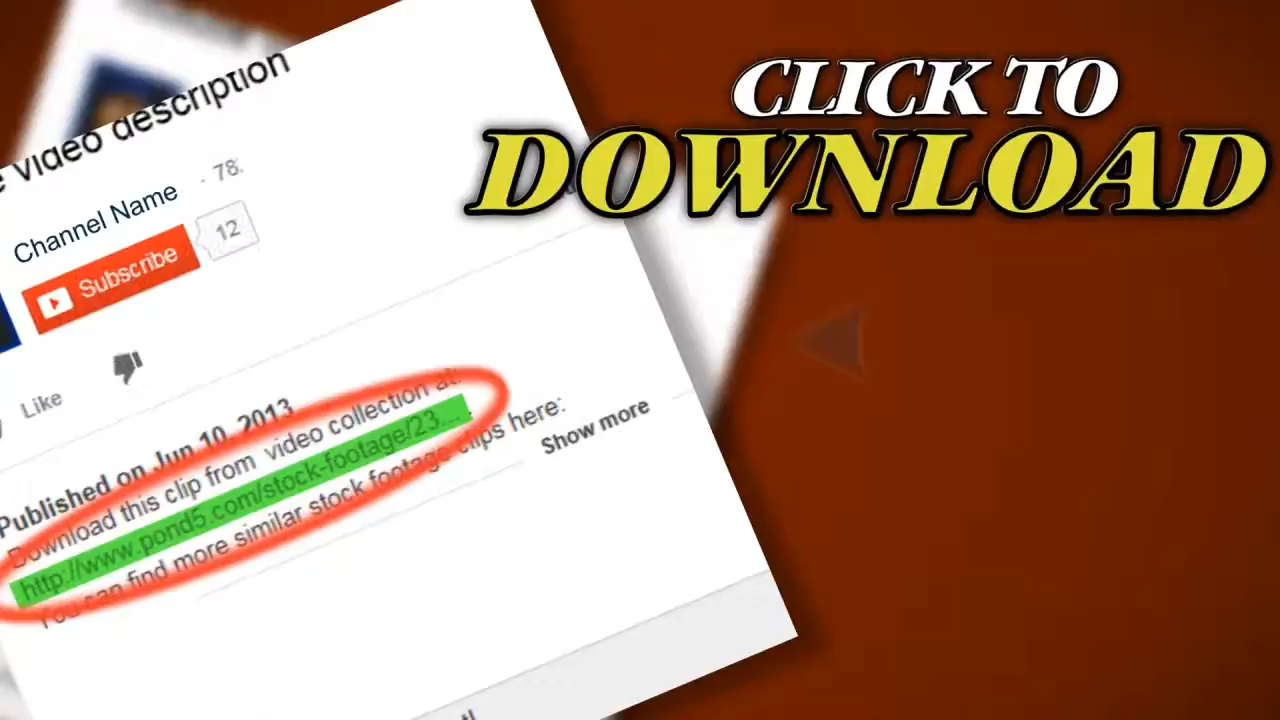 CLICK TO
DOWNLOAD
video description
Channel Name
78
Subscribe
12
Like
Published on Jun 10, 2013
Download this clip from video collection at:
http://www.pond5.com/stock-footage/23...
You can find more similar stock footage clips here:
Show more